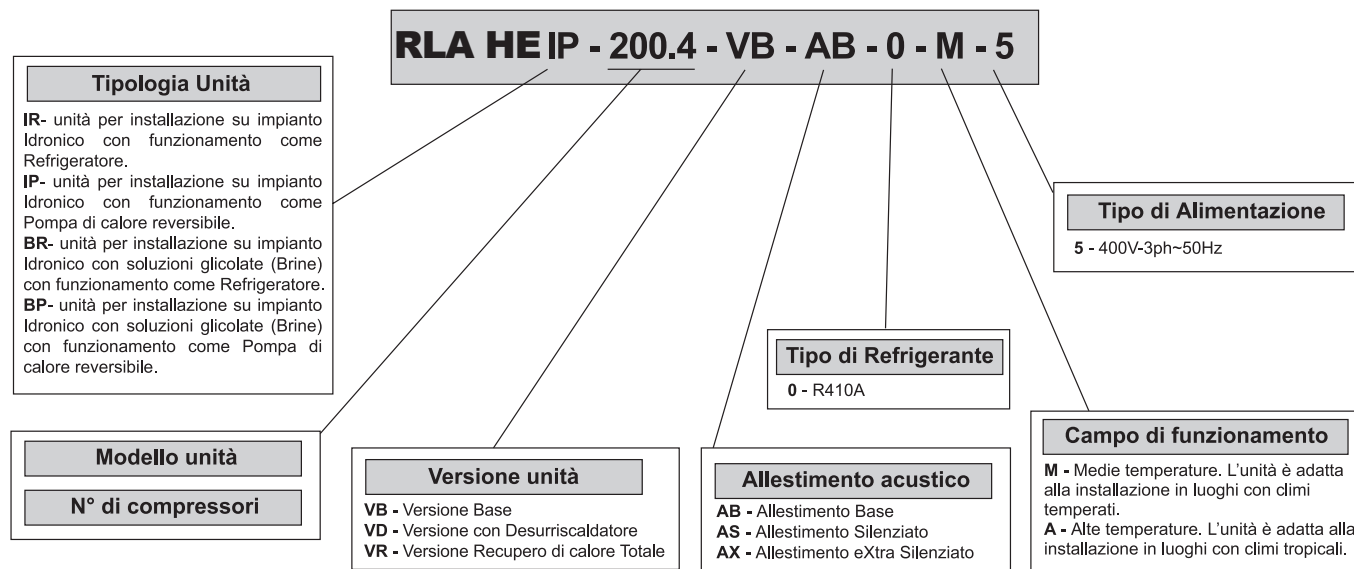 RLA HE IP - 200.4 - VB - AB - 0 - M - 5
Tipologia Unità
IR- unità per installazione su impianto
Idronico con funzionamento come
Refrigeratore.
IP- unità per installazione su impianto
Idronico con funzionamento come
Pompa di calore reversibile.
BR- unità per installazione su impianto
Idronico con soluzioni glicolate (Brine)
con funzionamento come Refrigeratore.
BP- unità per installazione su impianto
Idronico con soluzioni glicolate (Brine)
con funzionamento come Pompa di
calore reversibile.
Tipo di Alimentazione
5 - 400V-3ph~50Hz
Tipo di Refrigerante
0 - R410A
Modello unità
N° di compressori
Versione unità
VB - Versione Base
VD - Versione con Desurriscaldatore
VR - Versione Recupero di calore Totale
Allestimento acustico
AB - Allestimento Base
AS - Allestimento Silenziato
AX - Allestimento eXtra Silenziato
Campo di funzionamento
M - Medie temperature. L'unità è adatta
alla installazione in luoghi con climi
temperati.
A - Alte temperature. L'unità è adatta alla
installazione in luoghi con climi tropicali.